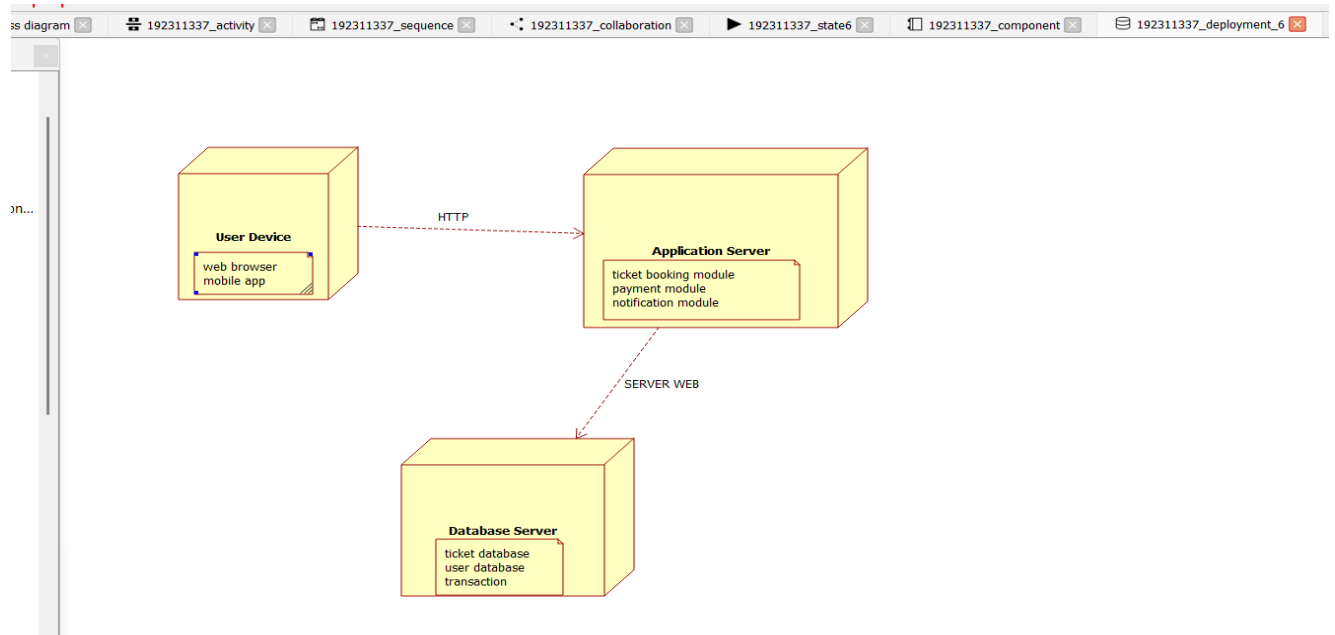 ss diagram
192311337_activity
192311337_sequence
192311337_collaboration
192311337_state6
192311337_component
192311337_deployment_6
on...
HTTP
User Device
web browser
mobile app
Application Server
ticket booking module
payment module
notification module
SERVER WEB
Database Server
ticket database
user database
transaction